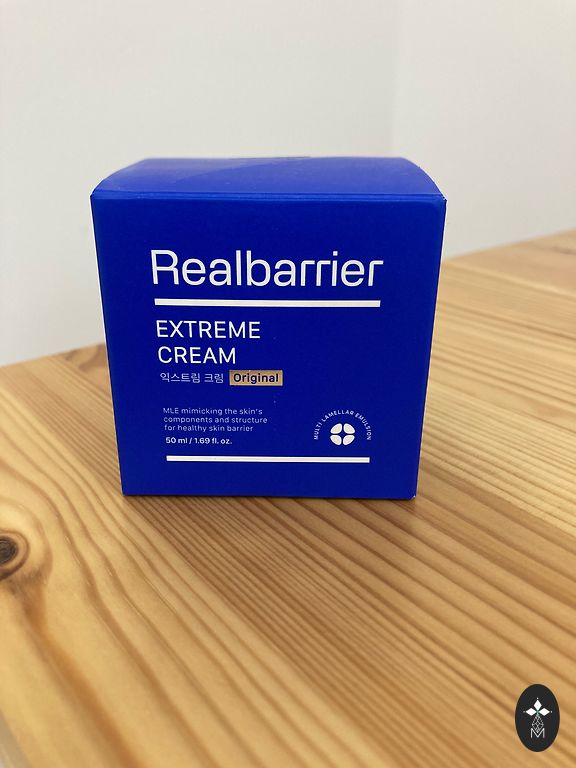 Realbarrier
EXTREME
CREAM
익스트림 크림 Original
MLE mimicking the skin's
components and structure
for healthy skin barrier
50 ml / 1.69 fl. oz.
MULTI LAMELLAR EMULSION
M